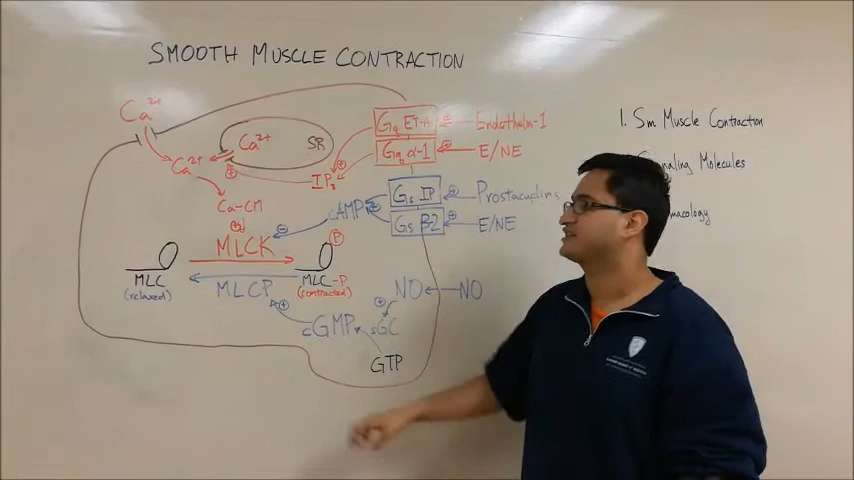 SMOOTH MUSCLE CONTRACTION
Ca2+
Ca2+
SR
Ca2+
IP3
Gq ET-A
Endothelin-1
Gq α-1
E/NE
Gs IP
Prostacyclins
Gs β2
E/NE
cAMP
Ca-CM
MLCK
MLC
(relaxed)
MLCP
P
MLC-P
(contracted)
NO
NO
sGC
cGMP
GTP
1. Sm Muscle Contraction
Molecules